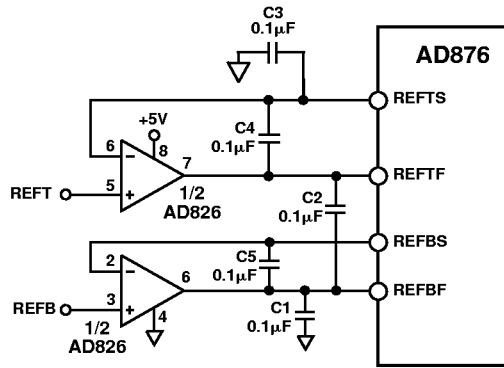 C3
0.1μF
AD876
REFTS
+5V
C4
0.1μF
6
8
7
REFTF
REFT
5
1/2
AD826
C2
0.1μF
REFBS
2
C5
0.1μF
6
REFBF
REFB
3
4
C1
0.1μF
1/2
AD826